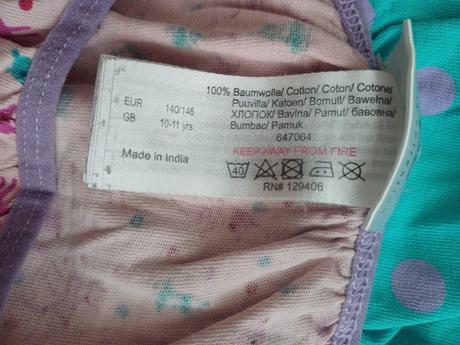 100% Baumwolle/ Cotton/ Coton/ Cotone/
Puuvilla/ Katoen/ Bomull/ Bawełna/
ХЛОПОК/ Bavlna/ Pamut/ бавовна/
Bumbac/ Pamuk
647064
EUR 140/146
GB 10-11 yrs
Made in India
KEEP AWAY FROM FIRE
40
RN# 129406